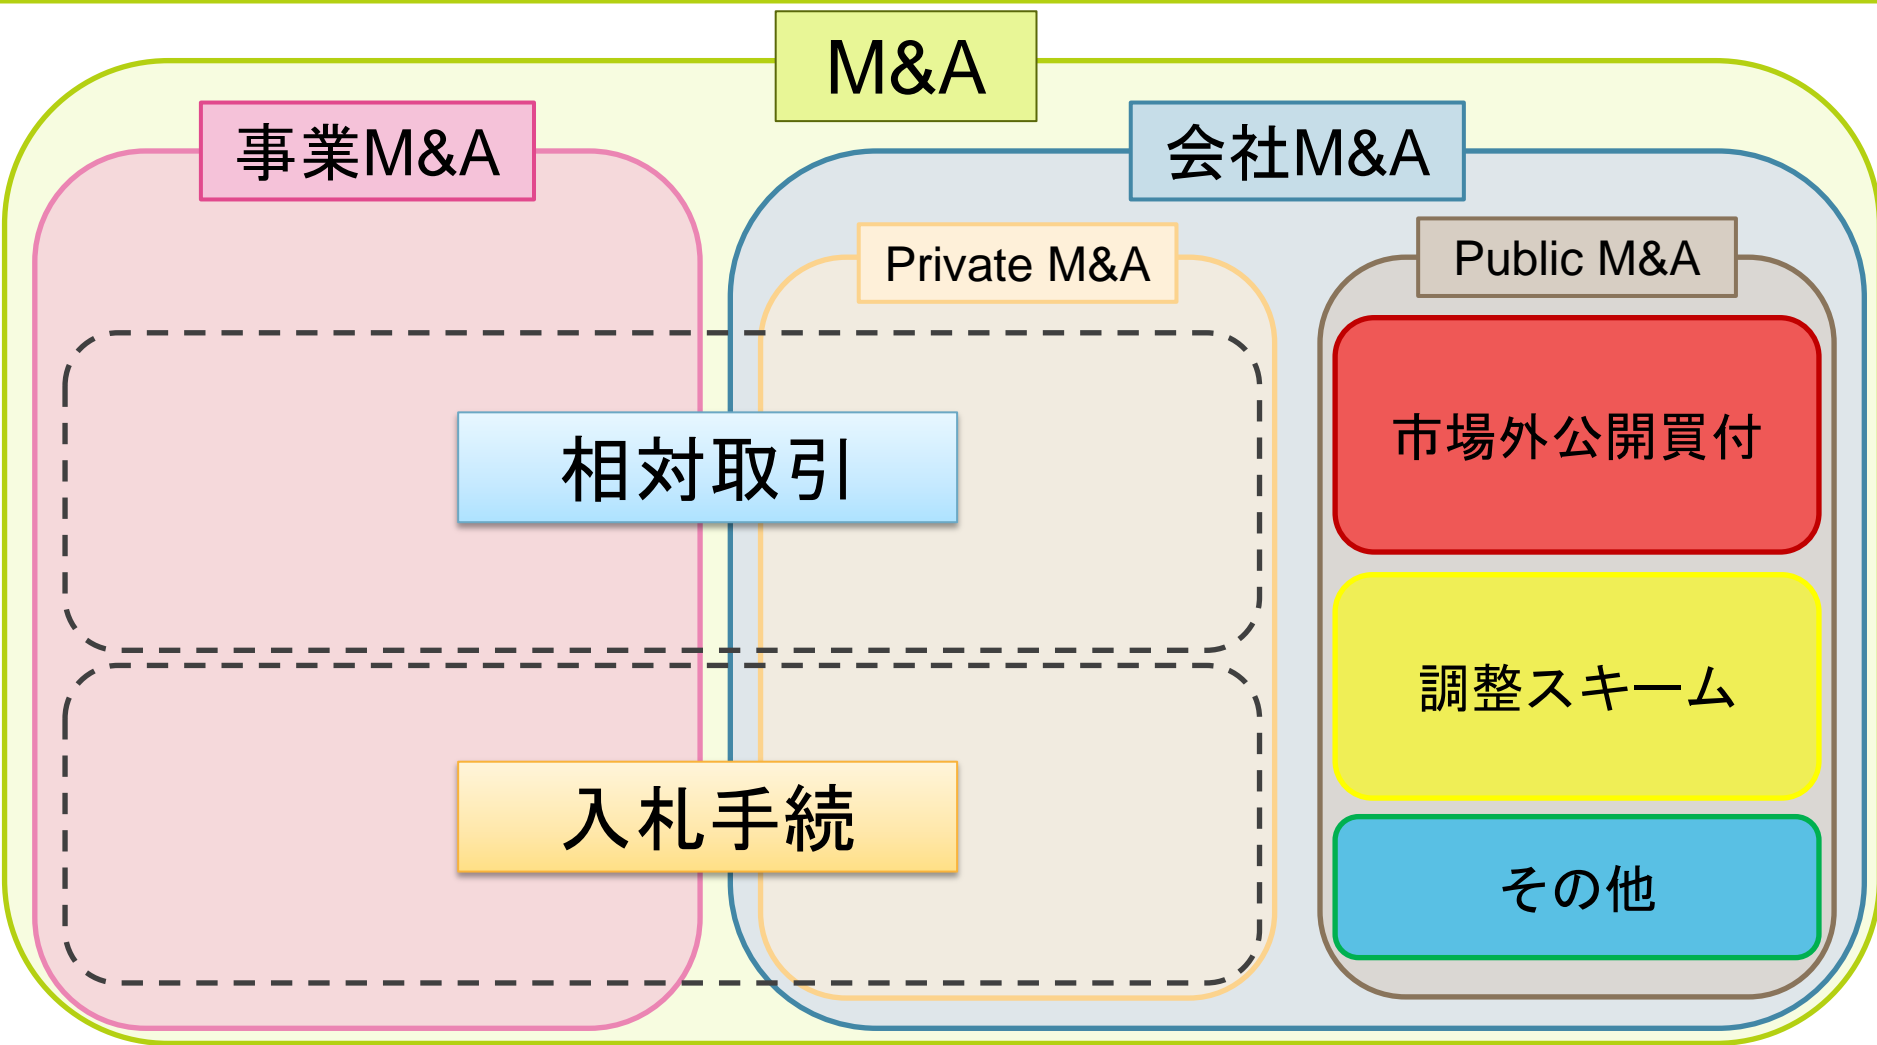 M&A
事業M&A
会社M&A
Private M&A
Public M&A
相対取引
入札手続
市場外公開買付
調整スキーム
その他